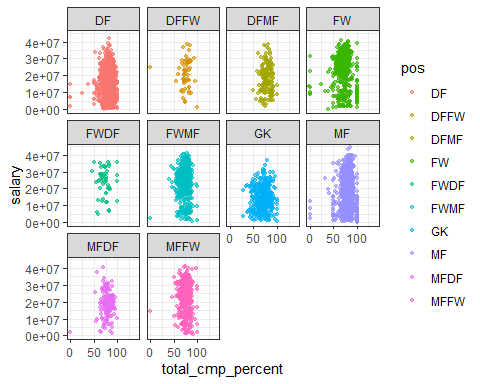 DF DFFW DFMF FW
4e+07
3e+07
2e+07
1e+07
0e+00
FWDF FWMF GK MF
4e+07
3e+07
2e+07
1e+07
0e+00
0 50 100 0 50 100
MFDF MFFW
4e+07
3e+07
2e+07
1e+07
0e+00
0 50 100 0 50 100
total_cmp_percent
salary
pos
DF
DFFW
DFMF
FW
FWDF
FWMF
GK
MF
MFDF
MFFW